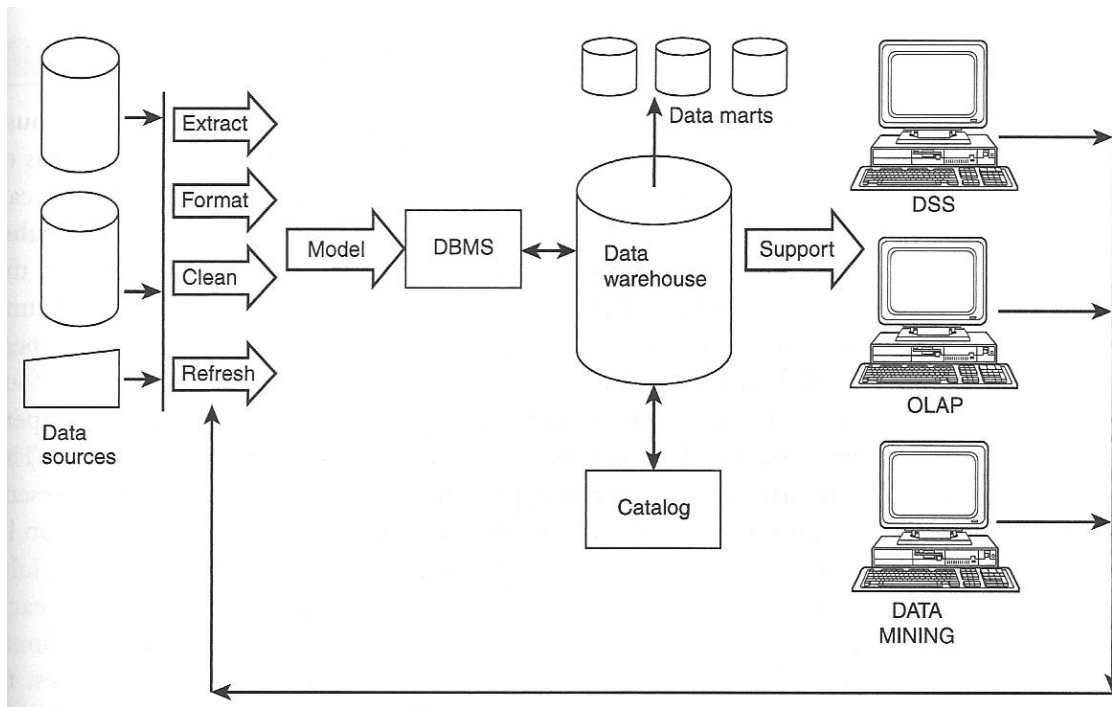 Extract
Format
Clean
Refresh
Data
sources
Model
DBMS
Data marts
Data
warehouse
Catalog
Support
DSS
OLAP
DATA
MINING